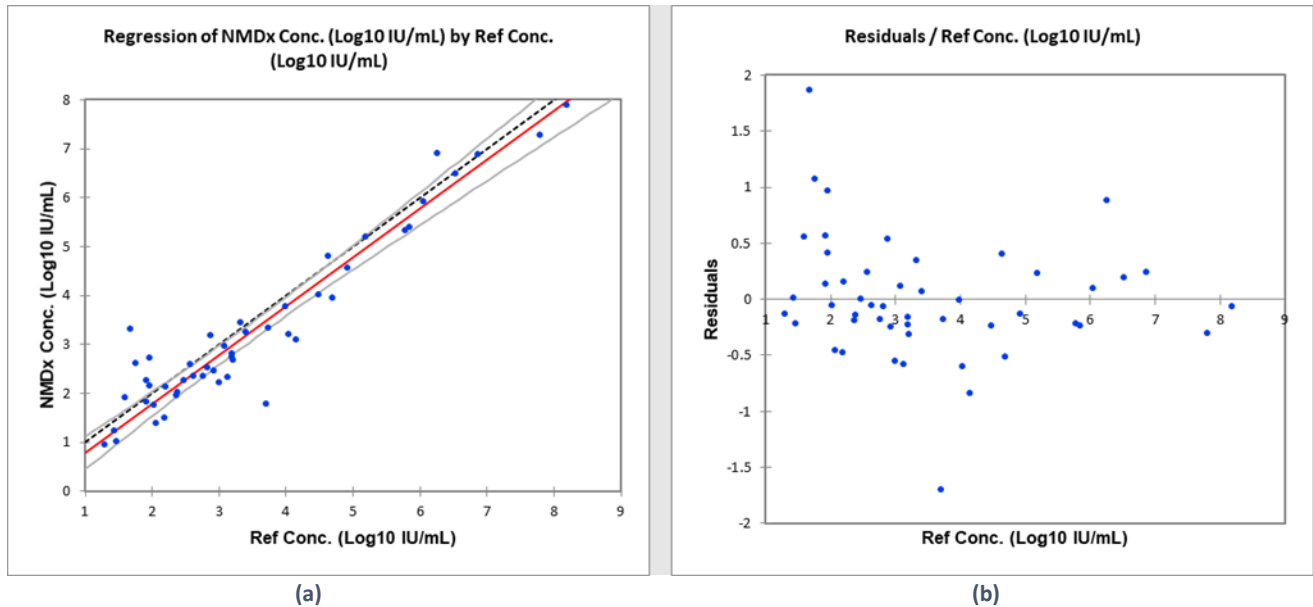 Regression of NMDx Conc. (Log10 IU/mL) by Ref Conc.
(Log10 IU/mL)
8
7
6
5
4
3
2
1
0
NMDx Conc. (Log10 IU/mL)
1 2 3 4 5 6 7 8 9
Ref Conc. (Log10 IU/mL)
(a)
Residuals / Ref Conc. (Log10 IU/mL)
2
1.5
1
0.5
0
-0.5
-1
-1.5
-2
Residuals
1 2 3 4 5 6 7 8 9
Ref Conc. (Log10 IU/mL)
(b)